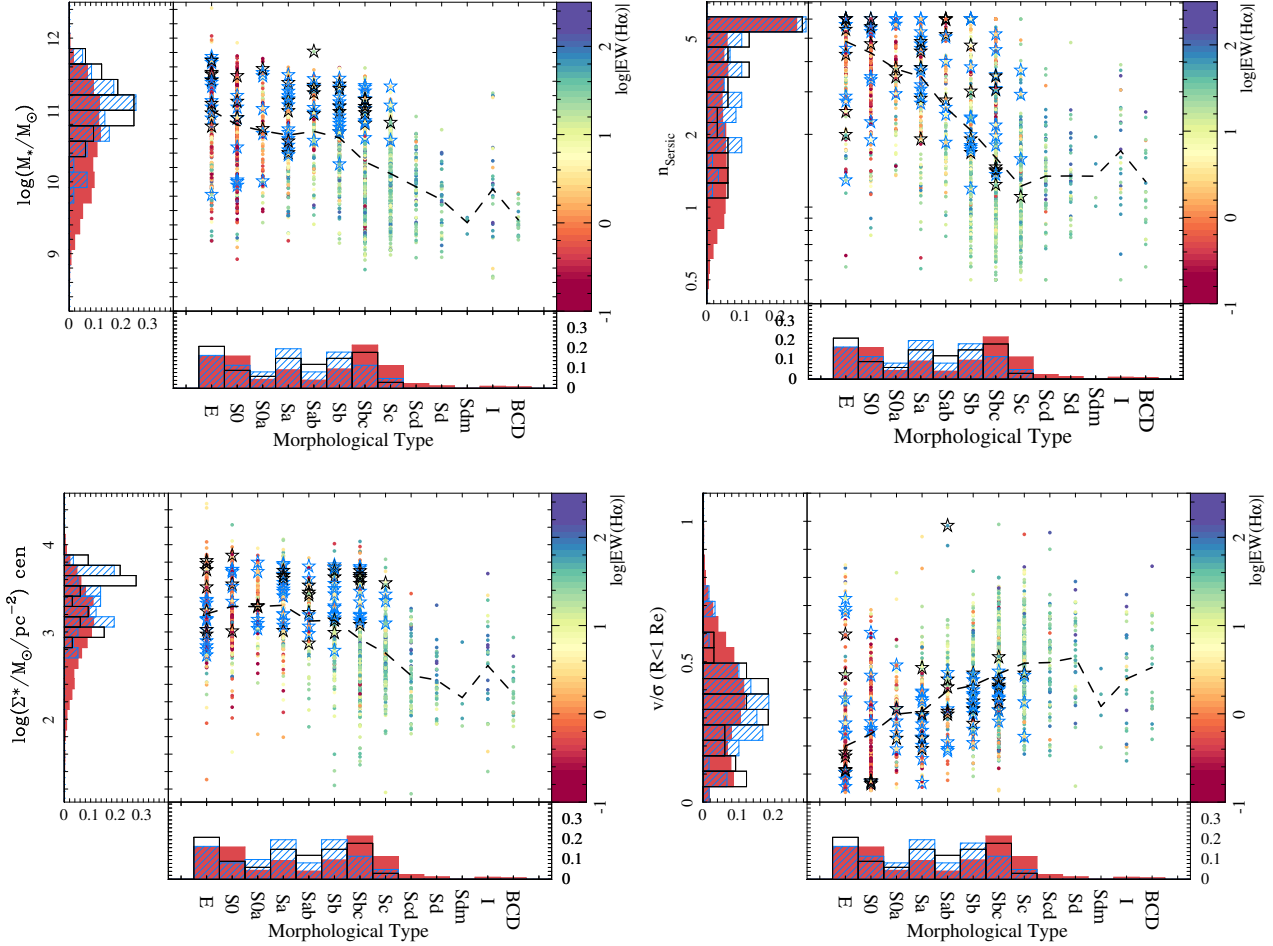 12
11
10
9
log(M*/M⊙)
0 0.1 0.2 0.3
2
1
0
-1
log|EW(Hα)|
0.3
0.2
0.1
0
E S0 S0a Sa Sab Sb Sbc Sc Scd Sd Sdm I BCD
Morphological Type
5
2
1
0.5
nSersic
0 0.1 0.2
2
1
0
-1
log|EW(Hα)|
0.3
0.2
0.1
0
E S0 S0a Sa Sab Sb Sbc Sc Scd Sd Sdm I BCD
Morphological Type
4
3
2
log(Σ*/M⊙/pc⁻²) cen
0 0.1 0.2 0.3
2
1
0
-1
log|EW(Hα)|
0.3
0.2
0.1
0
E S0 S0a Sa Sab Sb Sbc Sc Scd Sd Sdm I BCD
Morphological Type
1
0.5
0
v/σ (R<1 Re)
0 0.1 0.2
2
1
0
-1
log|EW(Hα)|
0.3
0.2
0.1
0
E S0 S0a Sa Sab Sb Sbc Sc Scd Sd Sdm I BCD
Morphological Type